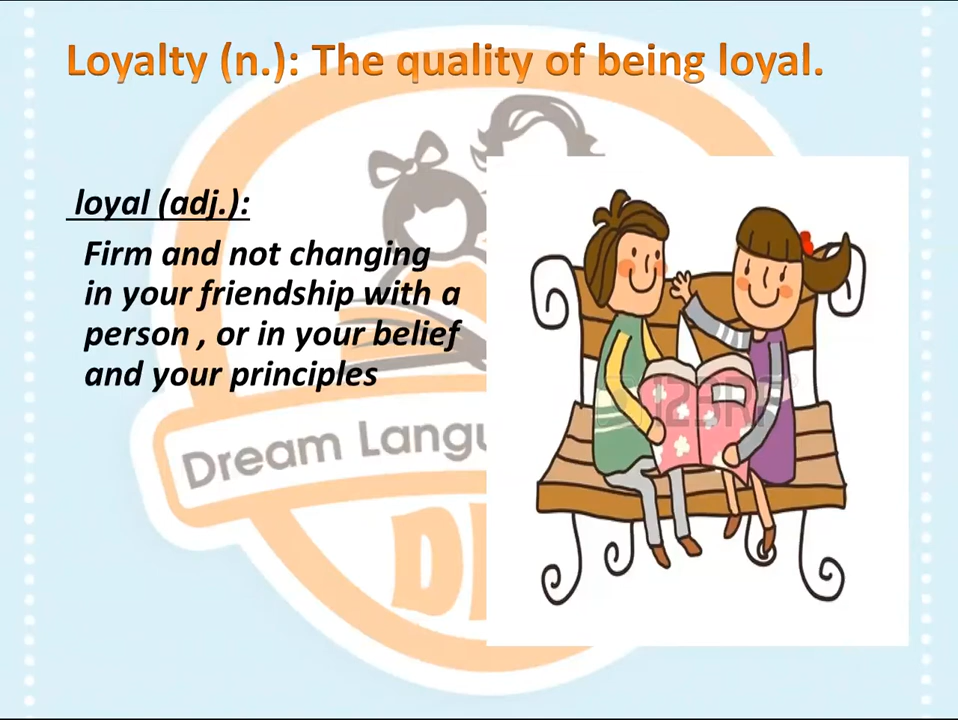 Loyalty (n.): The quality of being loyal.
loyal (adj.):
Firm and not changing
in your friendship with a
person , or in your belief
and your principles
Dream Langu
D
123RF